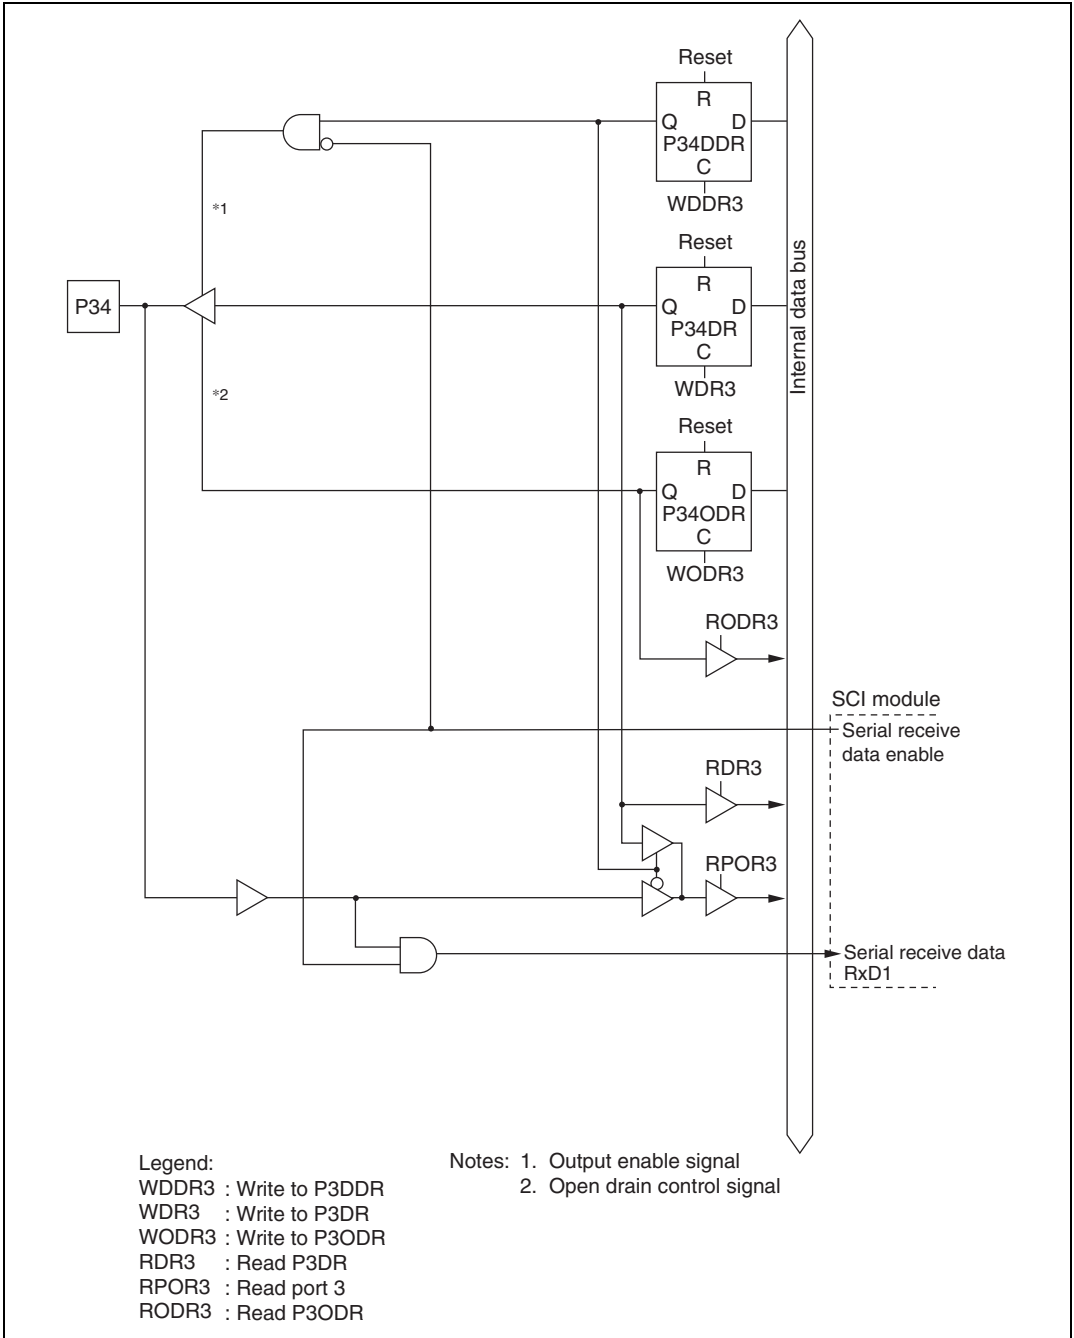 Reset
R
Q D
P34DDR
C
WDDR3
*1
Reset
R
P34
Q D
P34DR
C
WDR3
Internal data bus
*2
Reset
R
Q D
P34ODR
C
WODR3
RODR3
SCI module
Serial receive
data enable
RDR3
RPOR3
Serial receive data
RxD1
Legend:
WDDR3 : Write to P3DDR
WDR3 : Write to P3DR
WODR3 : Write to P3ODR
RDR3 : Read P3DR
RPOR3 : Read port 3
RODR3 : Read P3ODR
Notes: 1. Output enable signal
2. Open drain control signal